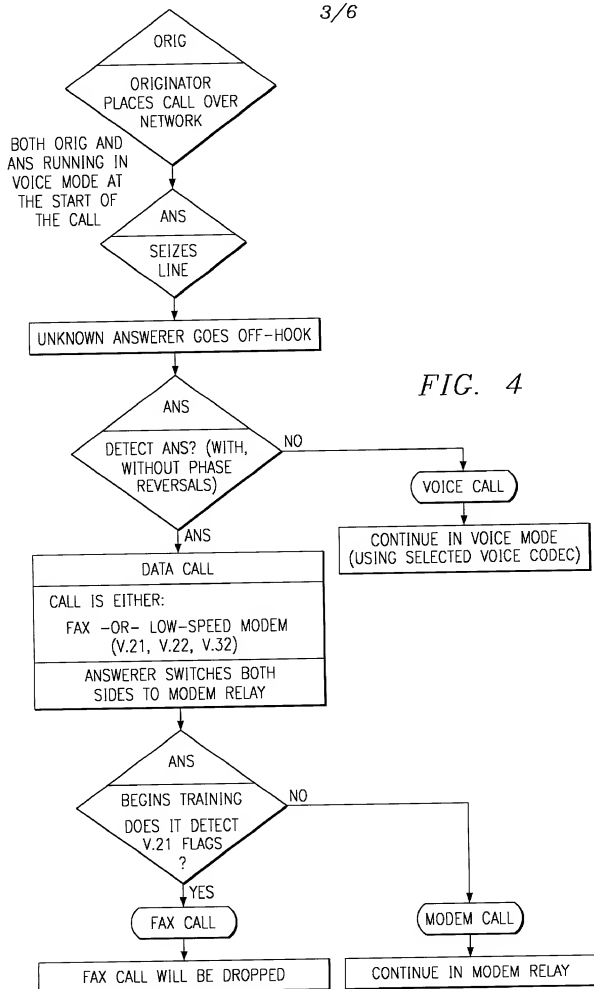 3/6
ORIG
ORIGINATOR
PLACES CALL OVER
NETWORK
BOTH ORIG AND
ANS RUNNING IN
VOICE MODE AT
THE START OF
THE CALL
ANS
SEIZES
LINE
UNKNOWN ANSWERER GOES OFF-HOOK
FIG. 4
ANS
DETECT ANS? (WITH,
WITHOUT PHASE
REVERSALS)
NO
VOICE CALL
CONTINUE IN VOICE MODE
(USING SELECTED VOICE CODEC)
ANS
DATA CALL
CALL IS EITHER:
FAX -OR- LOW-SPEED MODEM
(V.21, V.22, V.32)
ANSWERER SWITCHES BOTH
SIDES TO MODEM RELAY
ANS
BEGINS TRAINING
DOES IT DETECT
V.21 FLAGS
?
NO
YES
FAX CALL
MODEM CALL
FAX CALL WILL BE DROPPED
CONTINUE IN MODEM RELAY